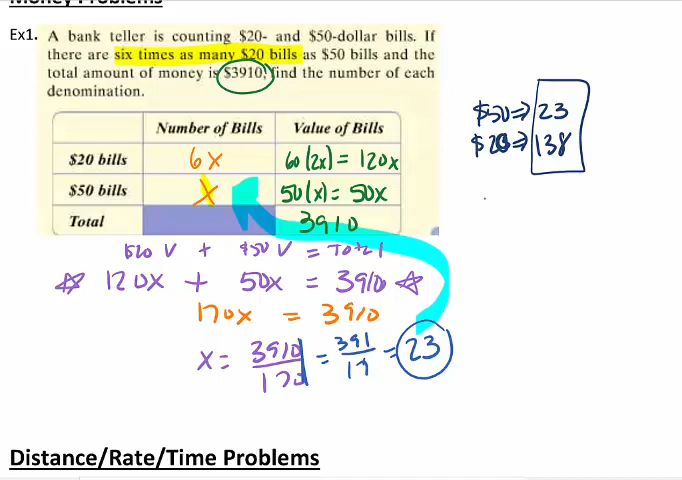 Money Problems
Ex1. A bank teller is counting $20- and $50-dollar bills. If
there are six times as many $20 bills as $50 bills and the
total amount of money is $3910, find the number of each
denomination.
$50 ⇒ 23
$20 ⇒ 138
Number of Bills Value of Bills
$20 bills 6x 60(2x) = 120x
$50 bills x 50(x) = 50x
Total 3910
$20 V + $50 V = Total
☆ 120x + 50x = 3910 ☆
170x = 3910
x = 3910/170 = 391/17 = 23
Distance/Rate/Time Problems